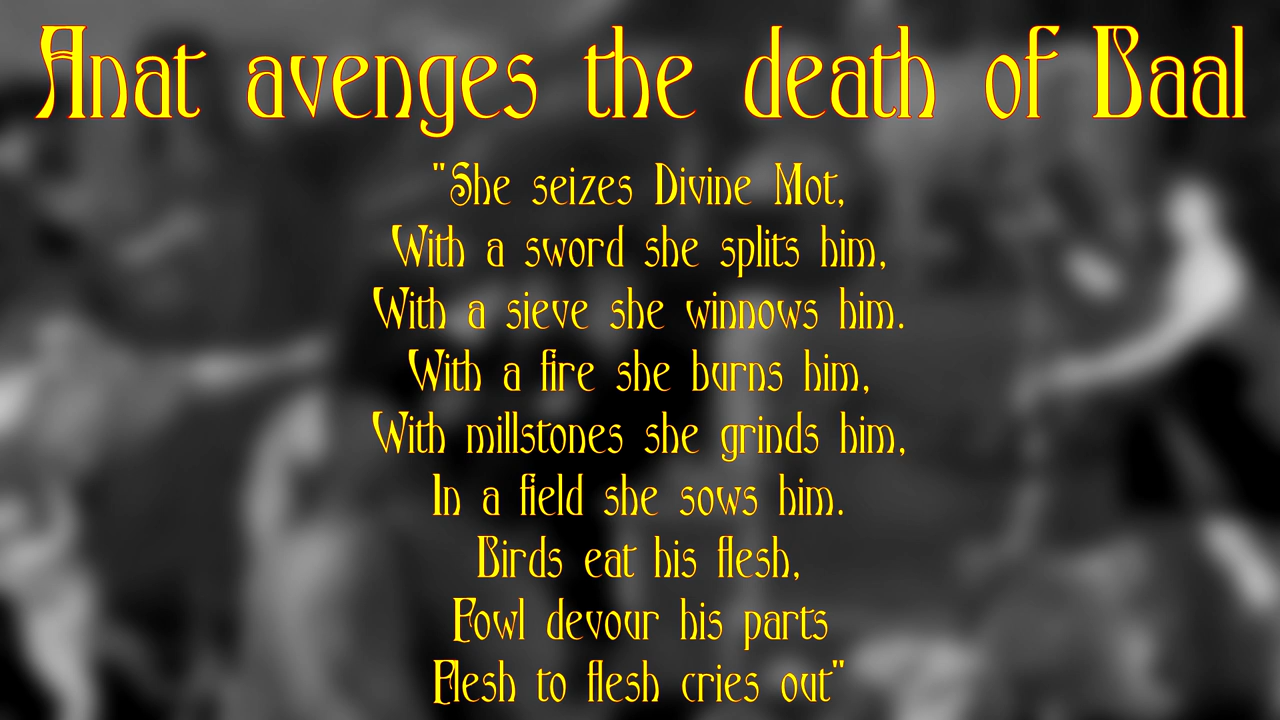 Anat avenges the death of Baal
"She seizes Divine Mot,
With a sword she splits him,
With a sieve she winnows him.
With a fire she burns him,
With millstones she grinds him,
In a field she sows him.
Birds eat his flesh,
Fowl devour his parts
Flesh to flesh cries out"